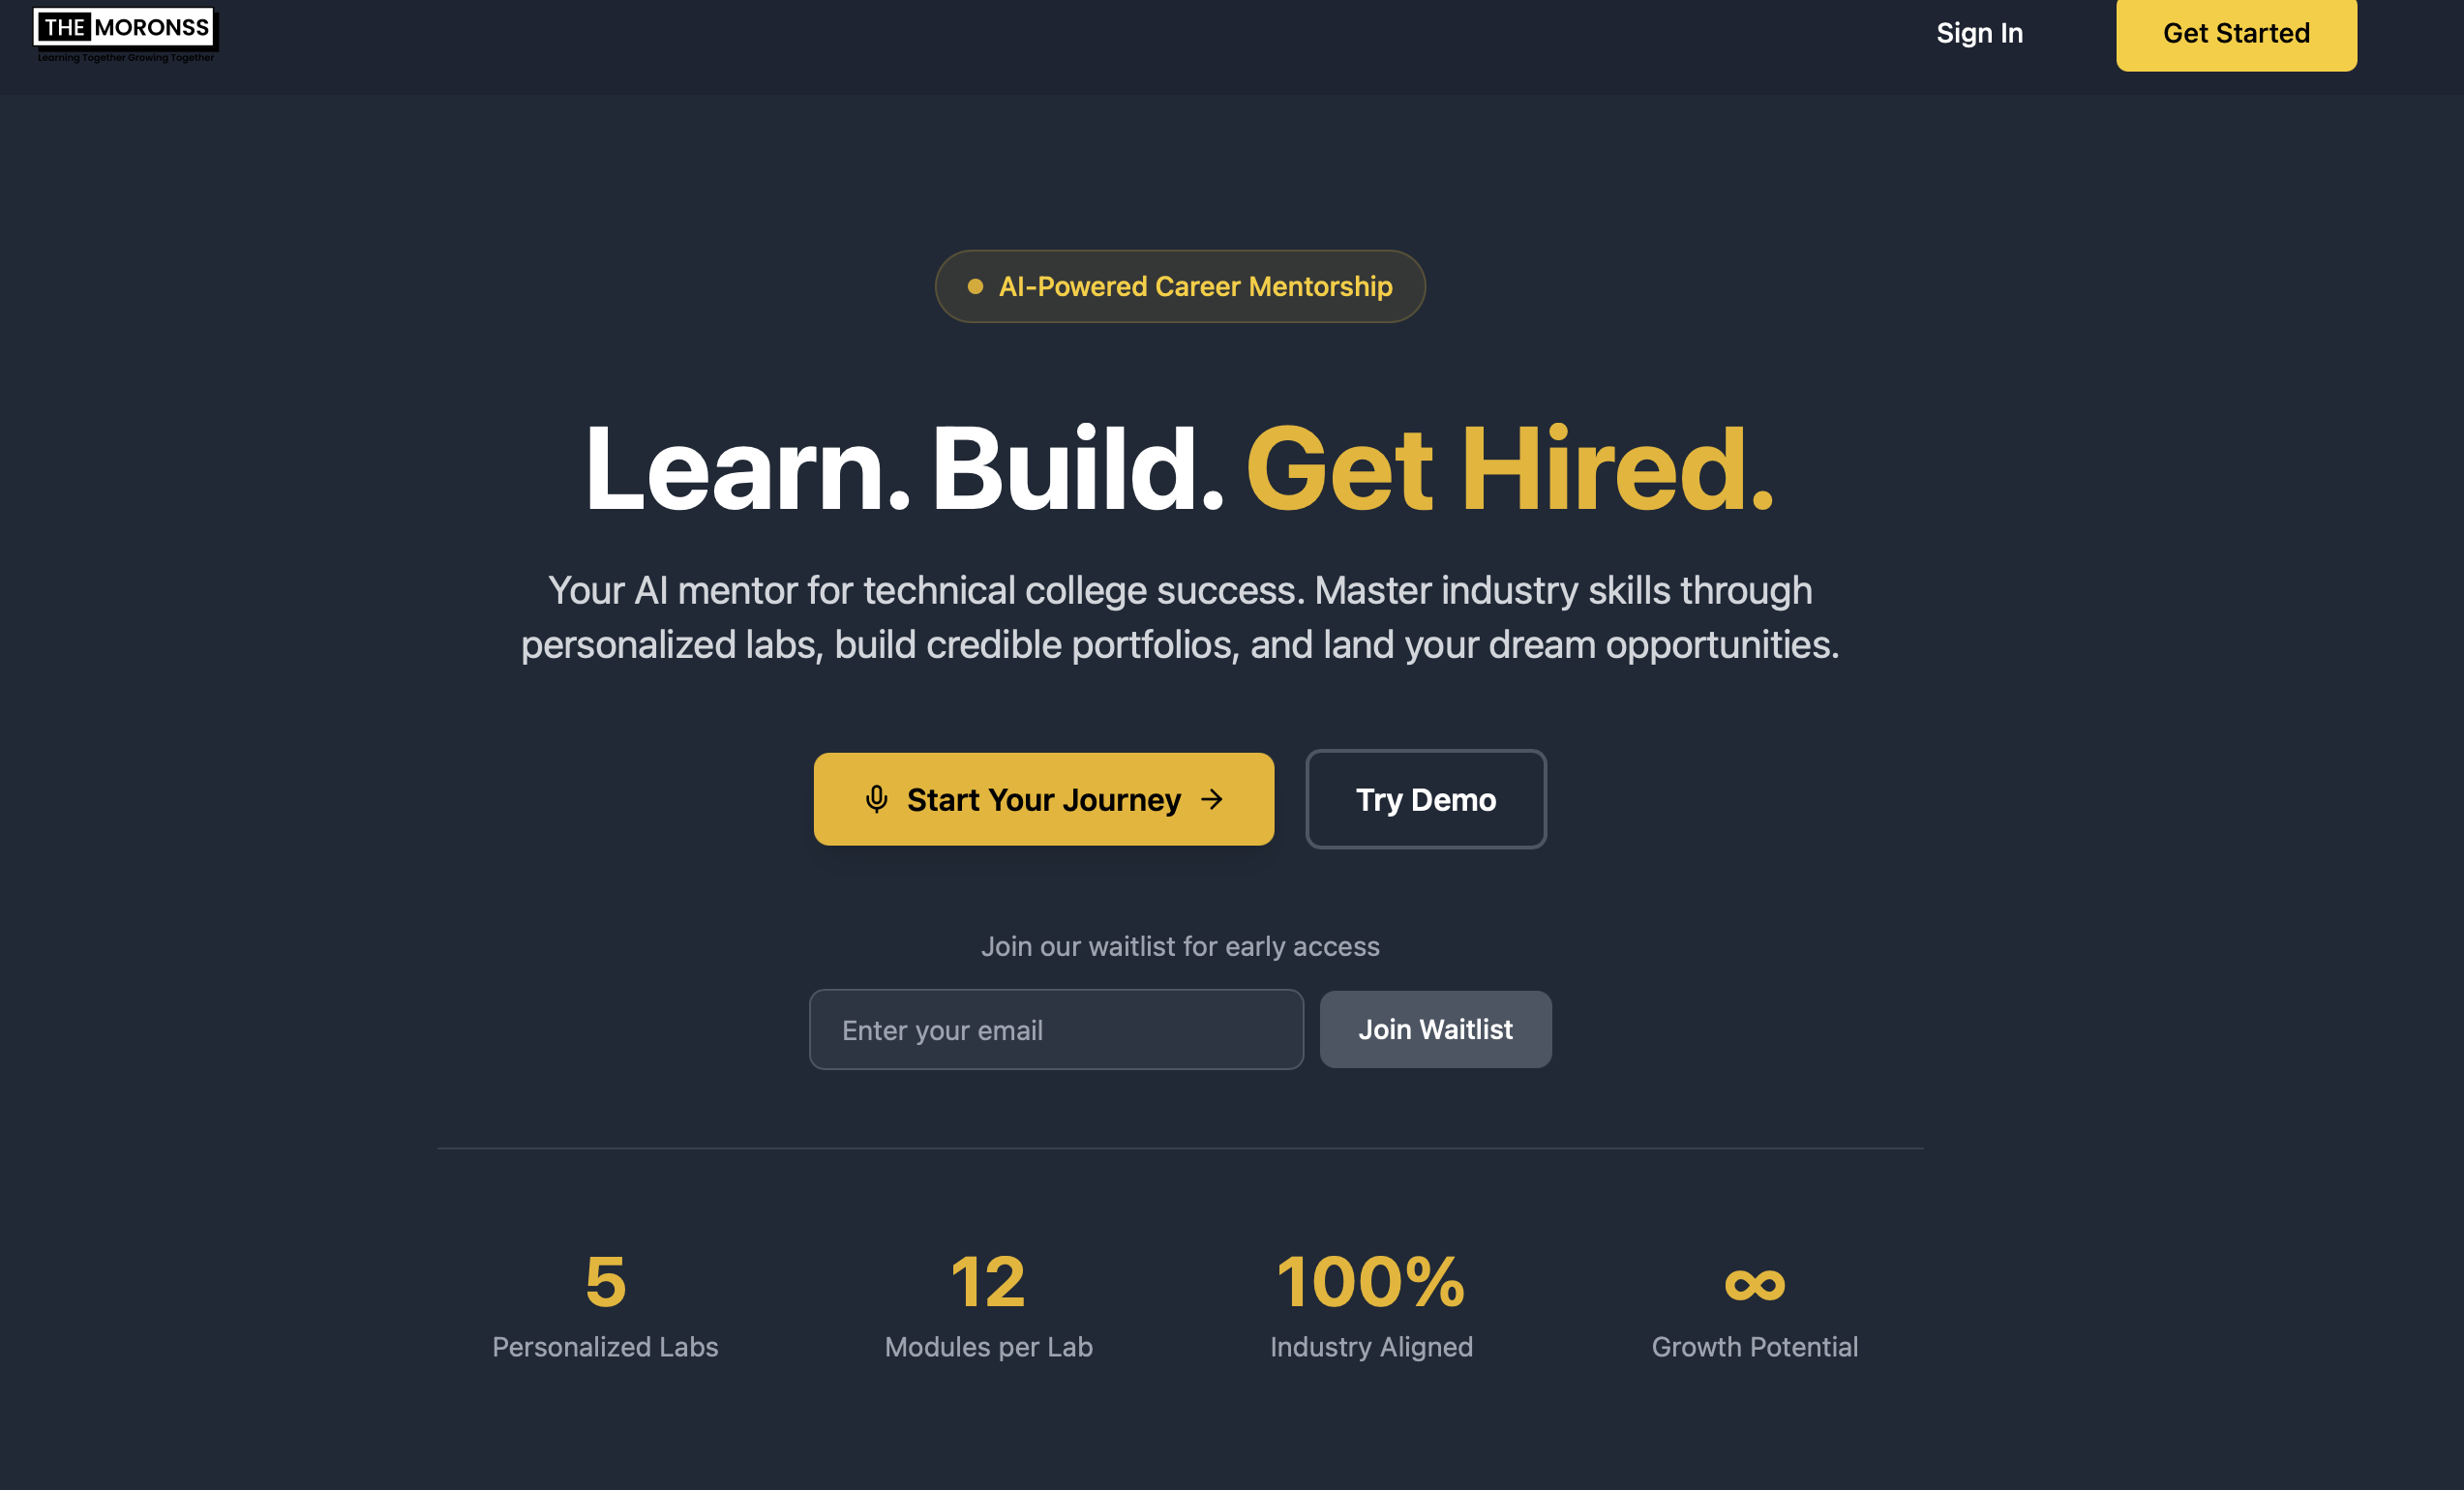 THE MORONSS
Learning Together Growing Together
Sign In
Get Started
AI-Powered Career Mentorship
Learn. Build. Get Hired.
Your AI mentor for technical college success. Master industry skills through
personalized labs, build credible portfolios, and land your dream opportunities.
Start Your Journey
Try Demo
Join our waitlist for early access
Enter your email
Join Waitlist
5
Personalized Labs
12
Modules per Lab
100%
Industry Aligned
∞
Growth Potential